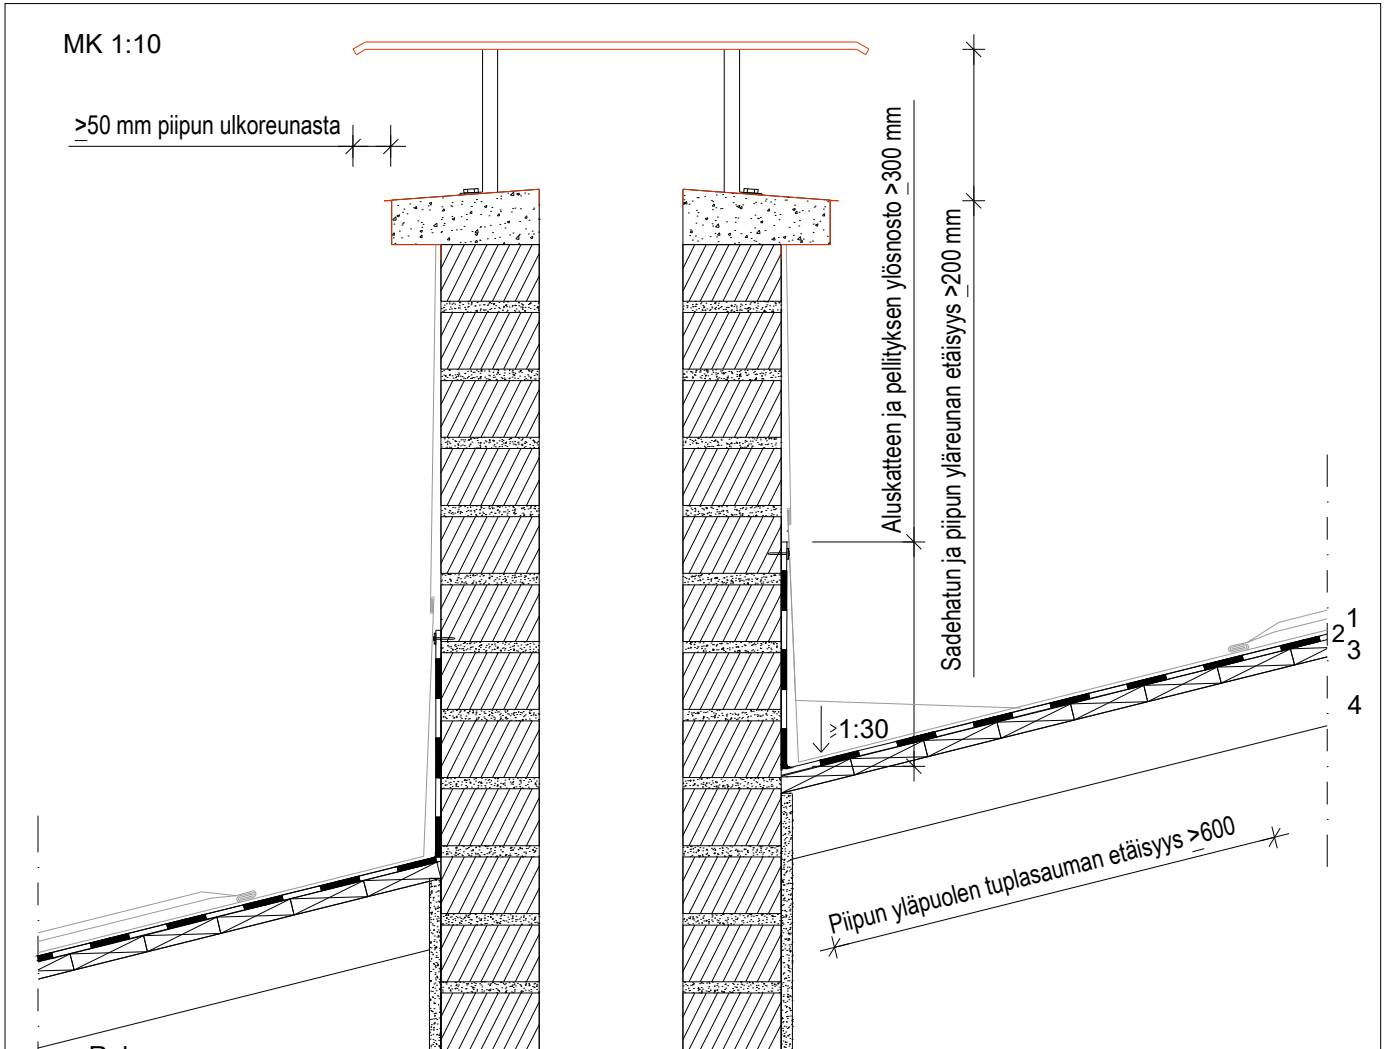 MK 1:10
≥50 mm piipun ulkoreunasta
Aluskatteen ja pellityksen ylösnosto ≥300 mm
Sadehatun ja piipun yläreunan etäisyys ≥200 mm
1
2
3
4
≥1:30
Piipun yläpuolen tuplasauman etäisyys ≥600